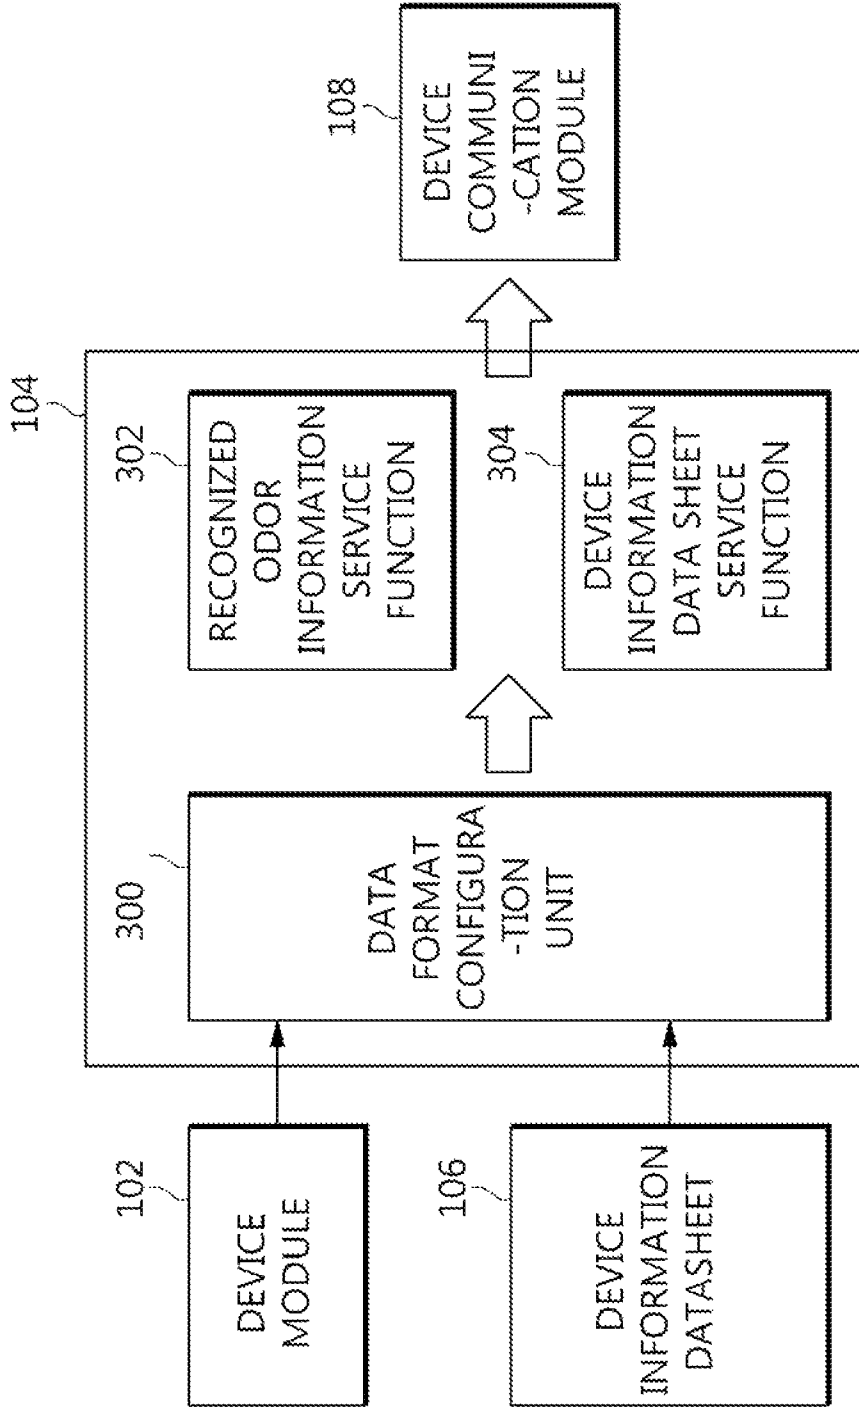 104
102
DEVICE
MODULE
106
DEVICE
INFORMATION
DATASHEET
300
DATA
FORMAT
CONFIGURA
-TION
UNIT
302
RECOGNIZED
ODOR
INFORMATION
SERVICE
FUNCTION
304
DEVICE
INFORMATION
DATA SHEET
SERVICE
FUNCTION
108
DEVICE
COMMUNI
-CATION
MODULE